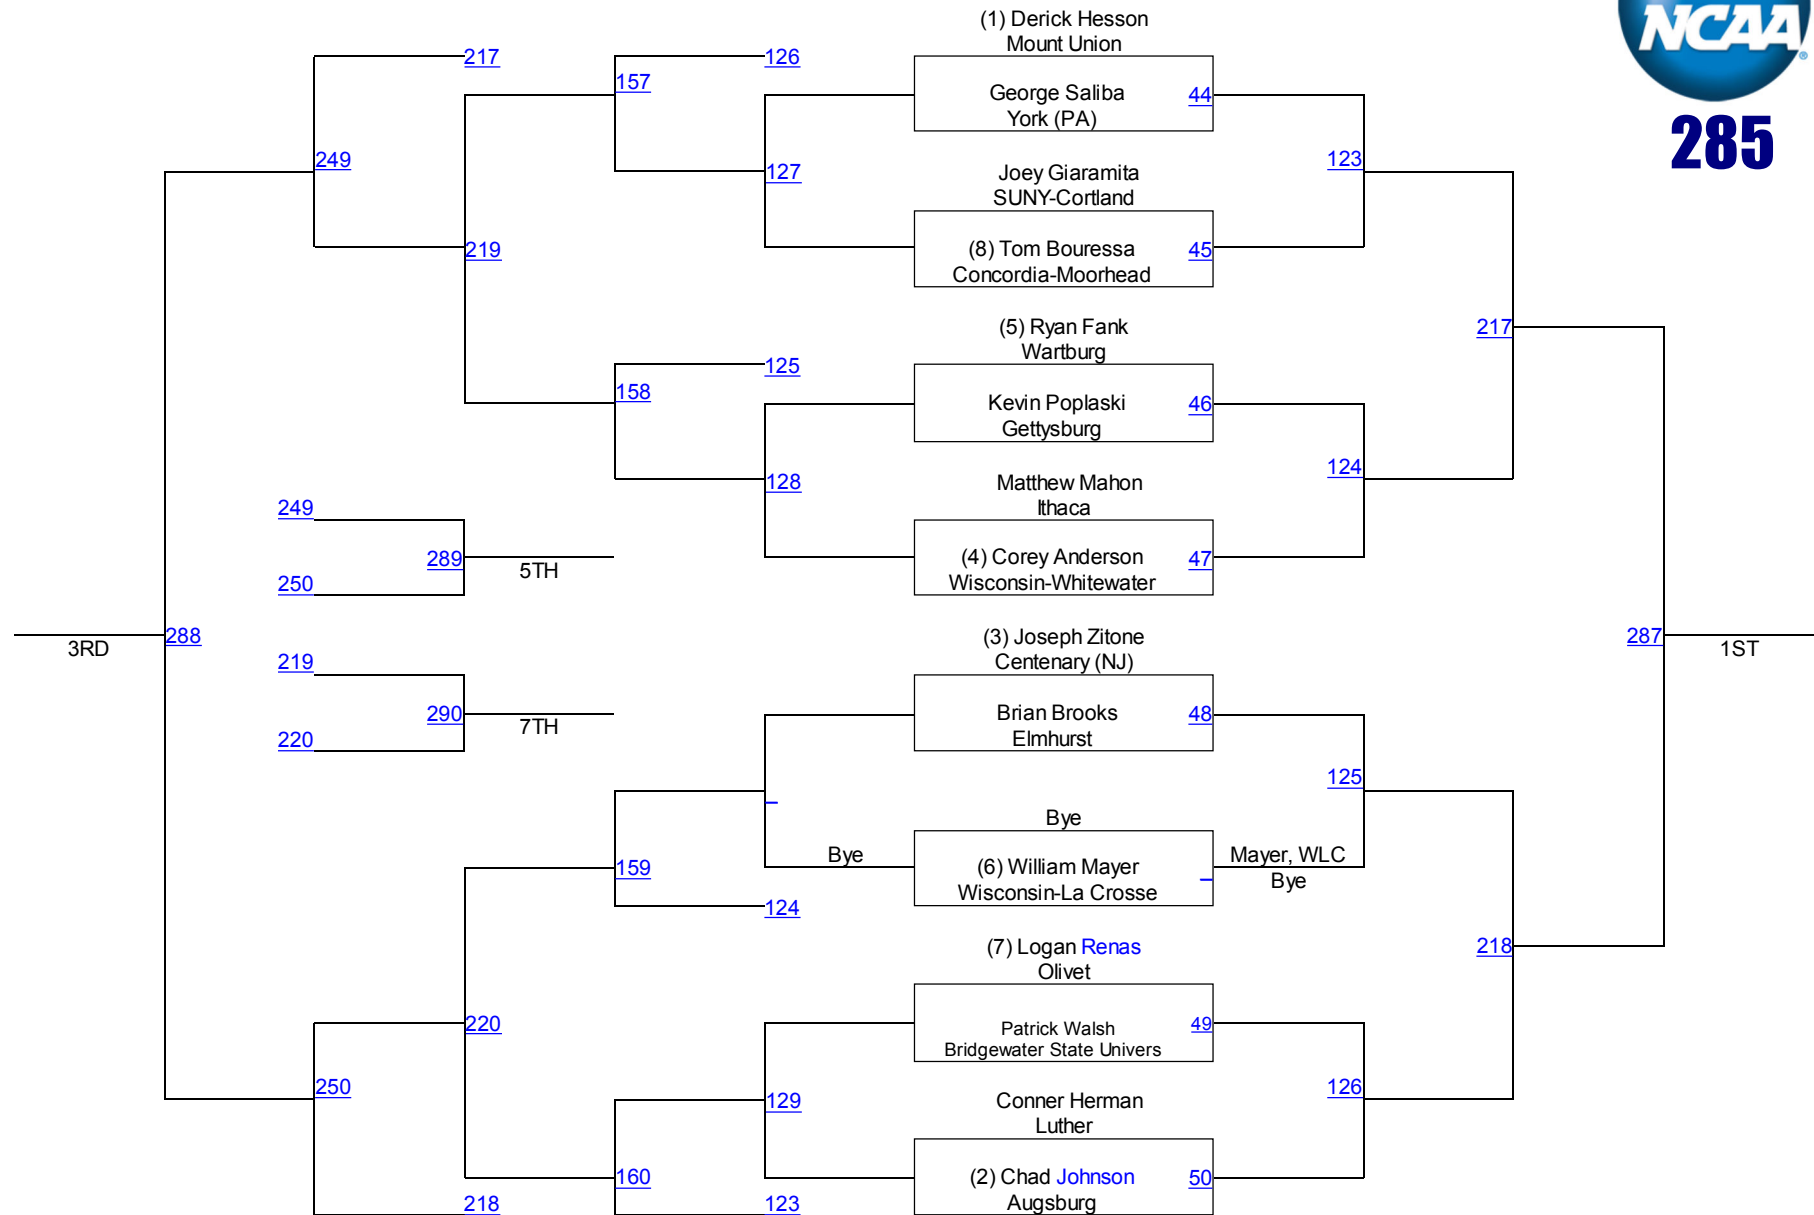 (1) Derick Hesson
NCAA
Mount Union
217
126
157
George Saliba
44
York (PA)
285
249
123
127
Joey Giaramita
SUNY-Cortland
219
(8) Tom Bouressa
45
Concordia-Moorhead
(5) Ryan Fank
217
Wartburg
125
158
Kevin Poplaski
46
Gettysburg
124
128
Matthew Mahon
249
Ithaca
289
5TH
(4) Corey Anderson
47
250
Wisconsin-Whitewater
288
3RD
(3) Joseph Zitone
287
1ST
219
Centenary (NJ)
290
7TH
Brian Brooks
48
220
Elmhurst
125
Bye
Bye
Mayer, WLC
159
(6) William Mayer
Bye
Wisconsin-La Crosse
124
(7) Logan Renas
218
Olivet
220
Patrick Walsh
49
Bridgewater State Univers
250
126
129
Conner Herman
Luther
160
(2) Chad Johnson
50
218
123
Augsburg